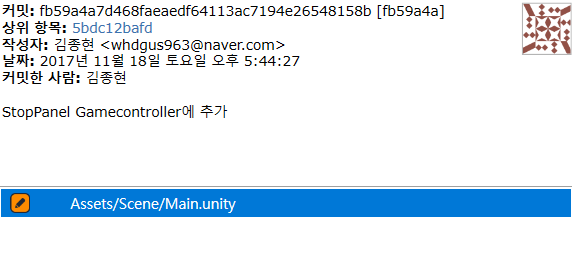 커밋: fb59a4a7d468faeaedf64113ac7194e26548158b [fb59a4a]
상위 항목: 5bdc12bafd
작성자: 김종현 <whdgus963@naver.com>
날짜: 2017년 11월 18일 토요일 오후 5:44:27
커밋한 사람: 김종현
StopPanel Gamecontroller에 추가
Assets/Scene/Main.unity